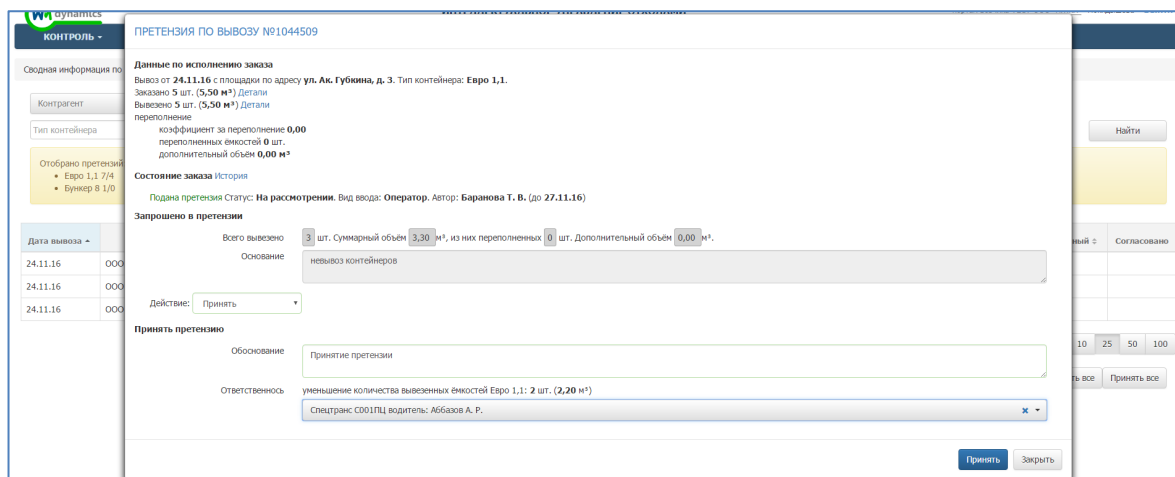 dynamics
КОНТРОЛЬ
Сводная информация по
Контрагент
Тип контейнера
Найти
Отобрано претензий
Евро 1,1 7/4
Бункер 8 1/0
Дата вывоза
ный
Согласовано
24.11.16 ООО
24.11.16 ООО
24.11.16 ООО
10 25 50 100
ть все Принять все
ПРЕТЕНЗИЯ ПО ВЫВОЗУ №1044509
Данные по исполнению заказа
Вывоз от 24.11.16 с площадки по адресу ул. Ак. Губкина, д. 3. Тип контейнера: Евро 1,1.
Заказано 5 шт. (5,50 м³) Детали
Вывезено 5 шт. (5,50 м³) Детали
переполнение
коэффициент за переполнение 0,00
переполненных ёмкостей 0 шт.
дополнительный объём 0,00 м³
Состояние заказа История
Подана претензия Статус: На рассмотрении. Вид ввода: Оператор. Автор: Баранова Т. В. (до 27.11.16)
Запрошено в претензии
Всего вывезено 3 шт. Суммарный объём 3,30 м³, из них переполненных 0 шт. Дополнительный объём 0,00 м³.
Основание невывоз контейнеров
Действие: Принять
Принять претензию
Обоснование Принятие претензии
Ответственнось уменьшение количества вывезенных ёмкостей Евро 1,1: 2 шт. (2,20 м³)
Спецтранс С001ПЦ водитель: Аббазов А. Р.
Принять Закрыть